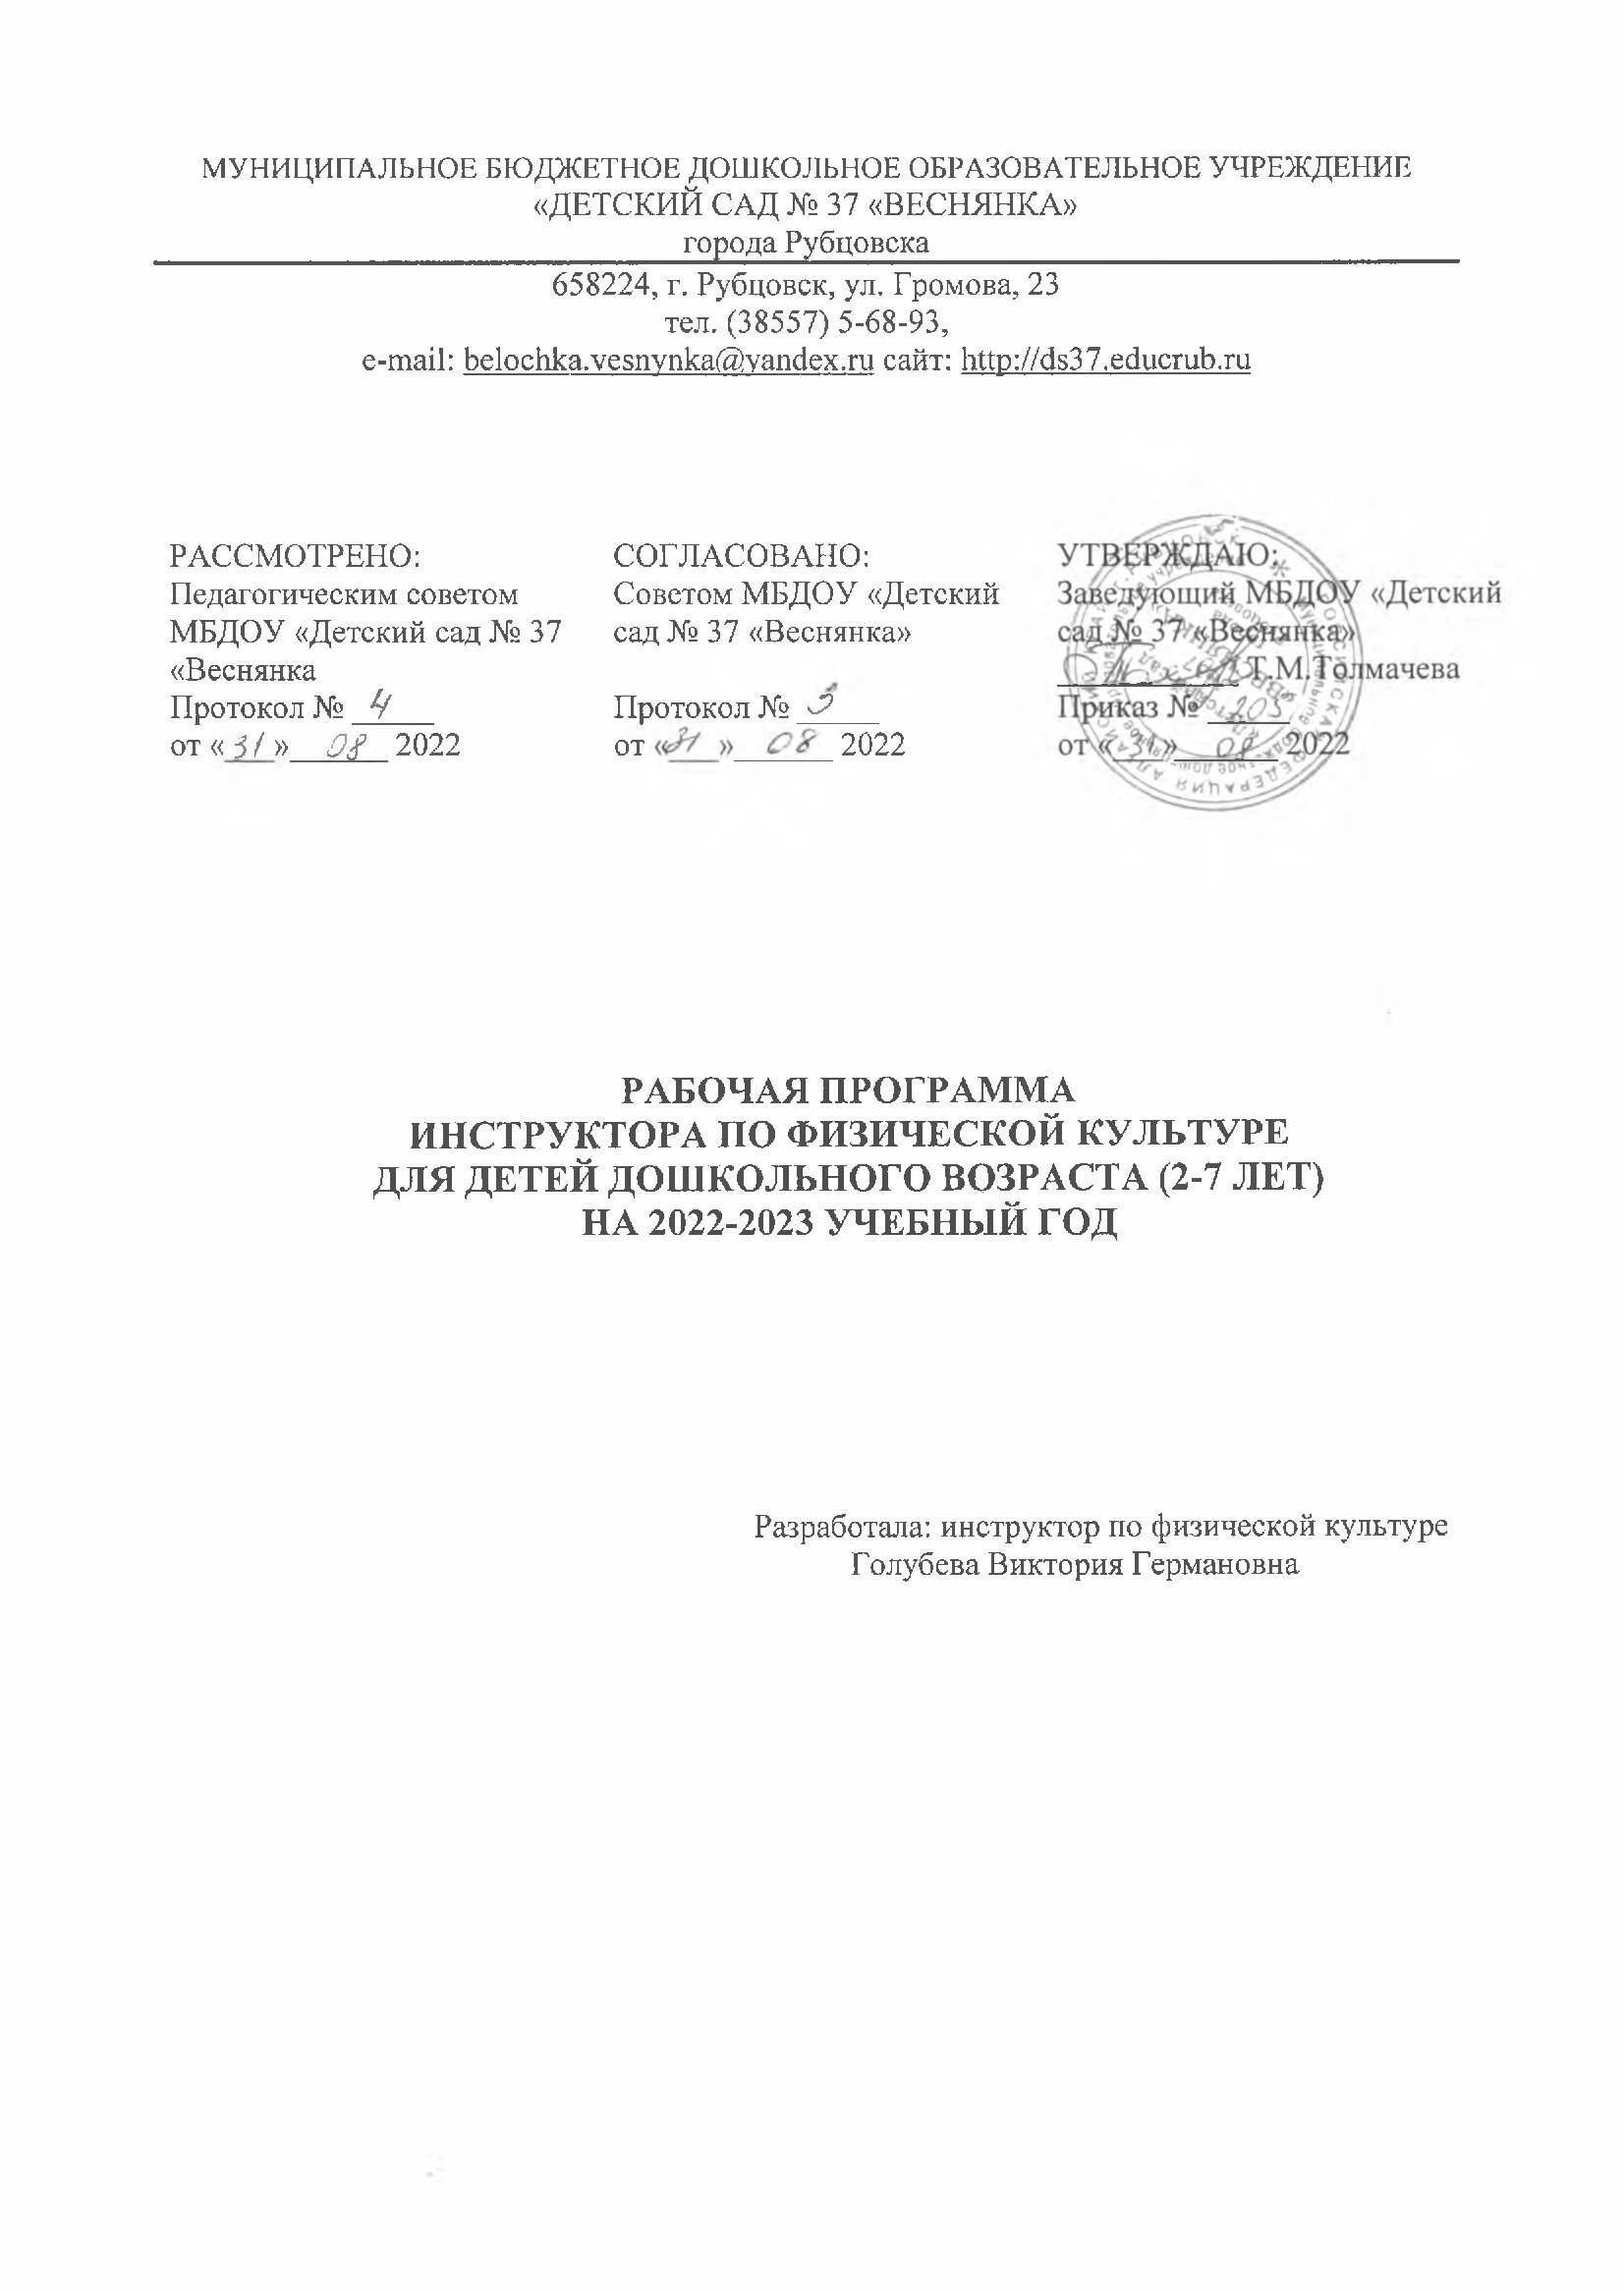 МУНИЦИПАЛЬНОЕ БЮДЖЕТНОЕ ДОШКОЛЬНОЕ ОБРАЗОВАТЕЛЬНОЕ УЧРЕЖДЕНИЕ
«ДЕТСКИЙ САД № 37 «ВЕСНЯНКА»
города Рубцовска
658224, г. Рубцовск, ул. Громова, 23
тел. (38557) 5-68-93,
e-mail: belochka.vesnynka@yandex.ru сайт: http://ds37.educrub.ru
РАССМОТРЕНО:
Педагогическим советом
МБДОУ «Детский сад № 37
«Веснянка
Протокол № 4
от «31» 08 2022
СОГЛАСОВАНО:
Советом МБДОУ «Детский
сад № 37 «Веснянка»
Протокол № 3
от «31» 08 2022
УТВЕРЖДАЮ:
Заведующий МБДОУ «Детский
сад № 37 «Веснянка»
Т.М.Толмачева
Приказ № 205
от «31» 08 2022
РАБОЧАЯ ПРОГРАММА
ИНСТРУКТОРА ПО ФИЗИЧЕСКОЙ КУЛЬТУРЕ
ДЛЯ ДЕТЕЙ ДОШКОЛЬНОГО ВОЗРАСТА (2-7 ЛЕТ)
НА 2022-2023 УЧЕБНЫЙ ГОД
Разработала: инструктор по физической культуре
Голубева Виктория Германовна